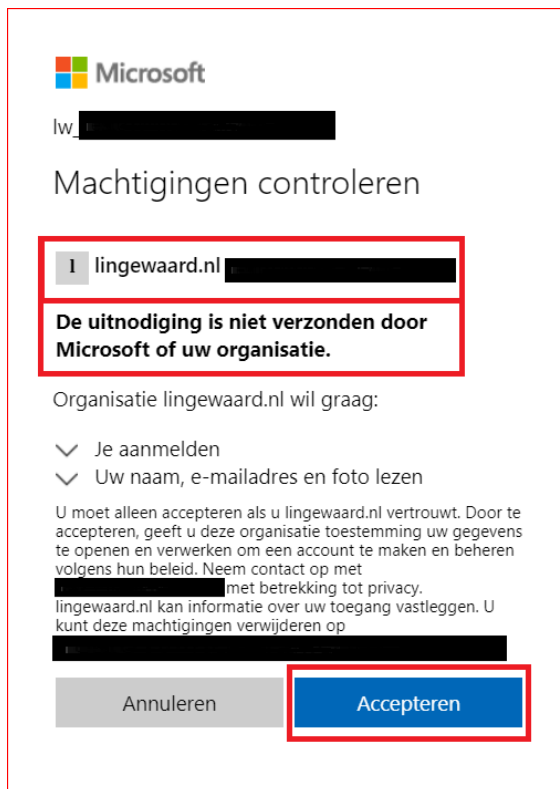 Microsoft
lw_
Machtigingen controleren
l lingewaard.nl
De uitnodiging is niet verzonden door
Microsoft of uw organisatie.
Organisatie lingewaard.nl wil graag:
Je aanmelden
Uw naam, e-mailadres en foto lezen
U moet alleen accepteren als u lingewaard.nl vertrouwt. Door te
accepteren, geeft u deze organisatie toestemming uw gegevens
te openen en verwerken om een account te maken en beheren
volgens hun beleid. Neem contact op met
met betrekking tot privacy.
lingewaard.nl kan informatie over uw toegang vastleggen. U
kunt deze machtigingen verwijderen op
Annuleren Accepteren